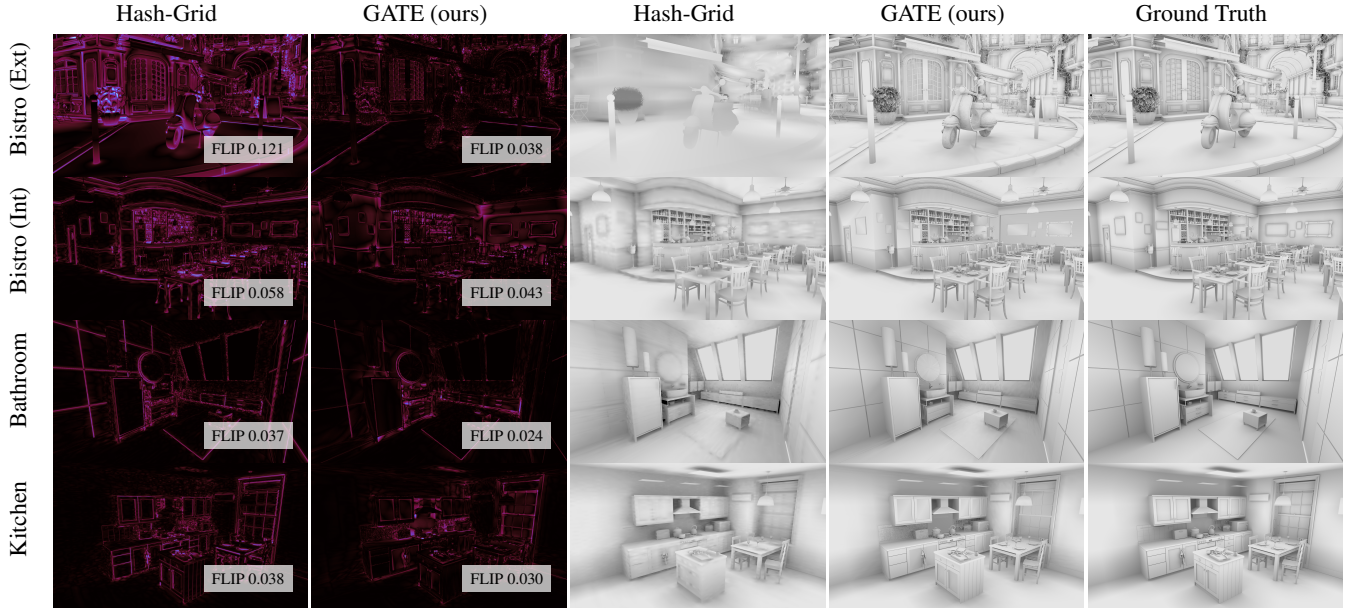 Hash-Grid GATE (ours) Hash-Grid GATE (ours) Ground Truth
Bistro (Ext)
FLIP 0.121
FLIP 0.038
Bistro (Int)
FLIP 0.058
FLIP 0.043
Bathroom
FLIP 0.037
FLIP 0.024
Kitchen
FLIP 0.038
FLIP 0.030